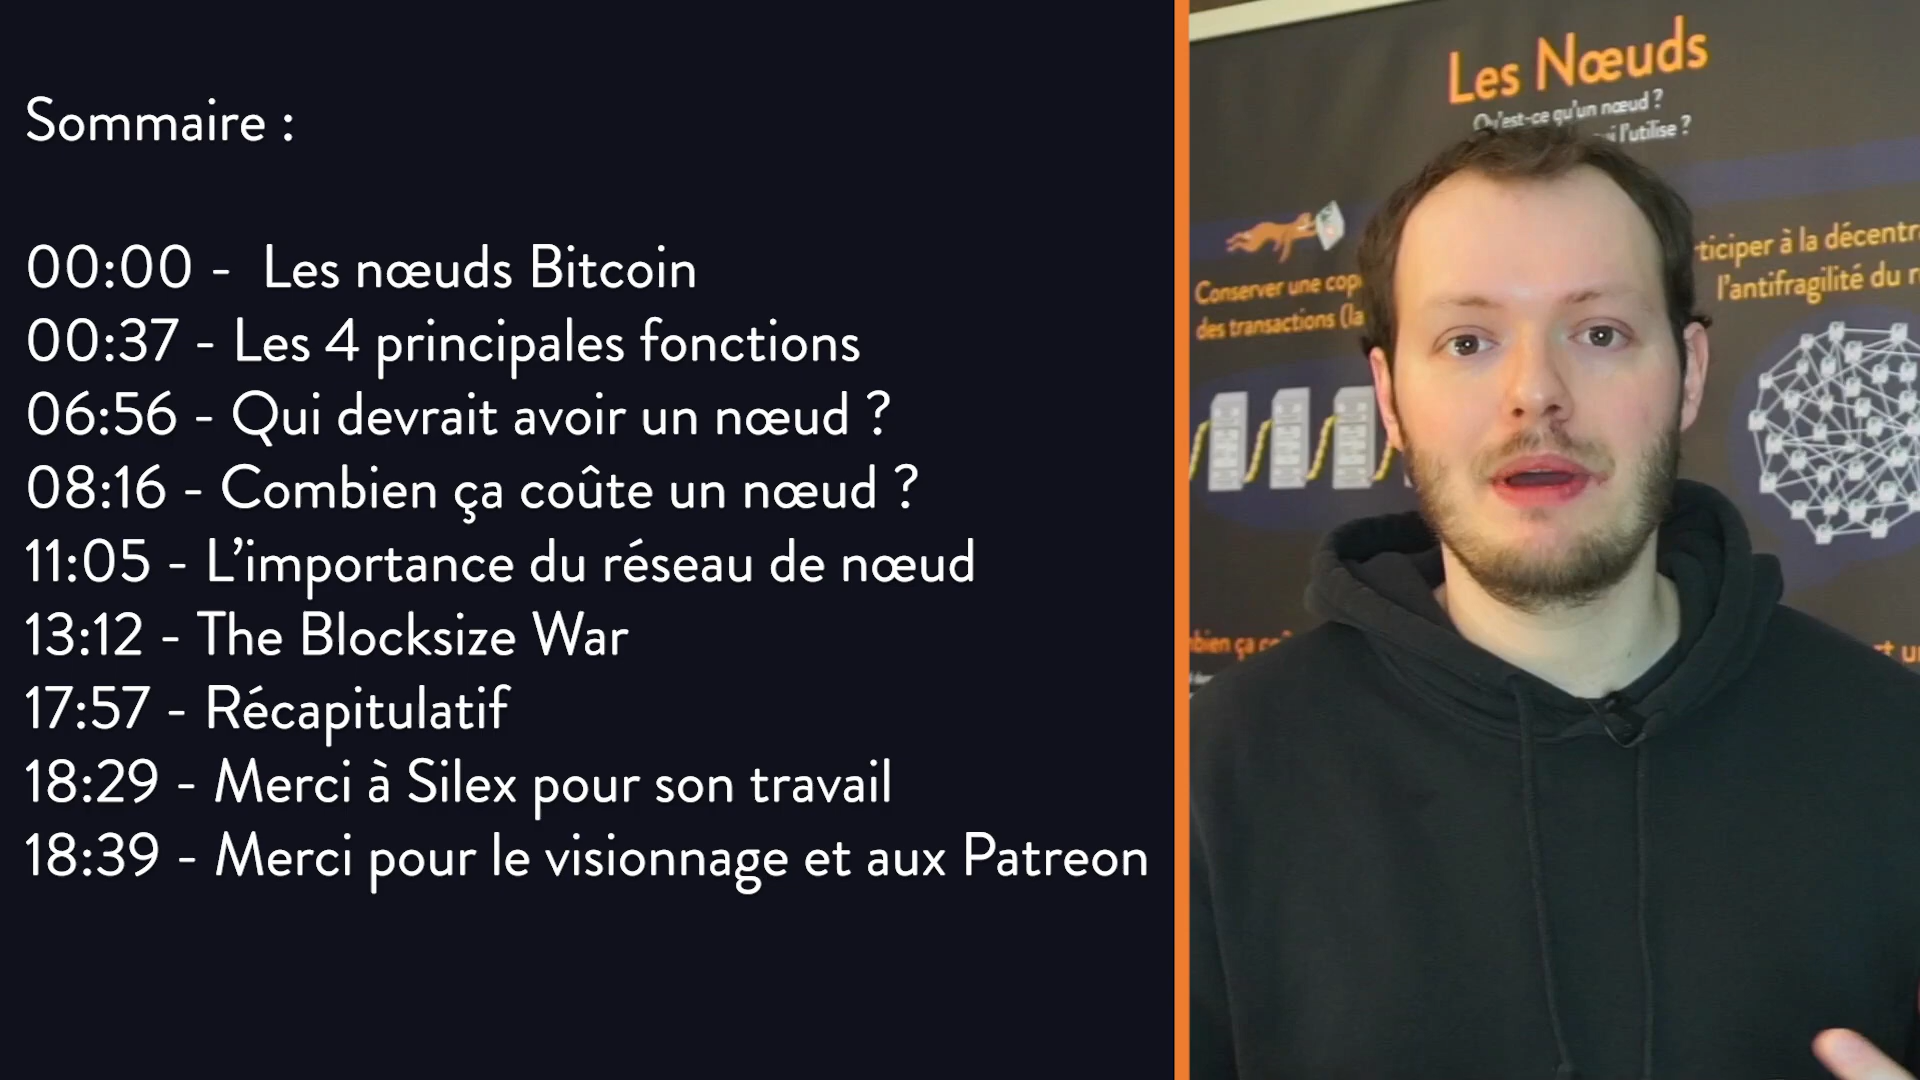 Sommaire :
00:00 - Les nœuds Bitcoin
00:37 - Les 4 principales fonctions
06:56 - Qui devrait avoir un nœud ?
08:16 - Combien ça coûte un nœud ?
11:05 - L'importance du réseau de nœud
13:12 - The Blocksize War
17:57 - Récapitulatif
18:29 - Merci à Silex pour son travail
18:39 - Merci pour le visionnage et aux Patreon
Les Nœuds
Qu'est-ce qu'un nœud ?
l'utilise ?
Conserver une cop
des transactions (la
ticiper à la décentr
l'antifragilité du r
bien ça co